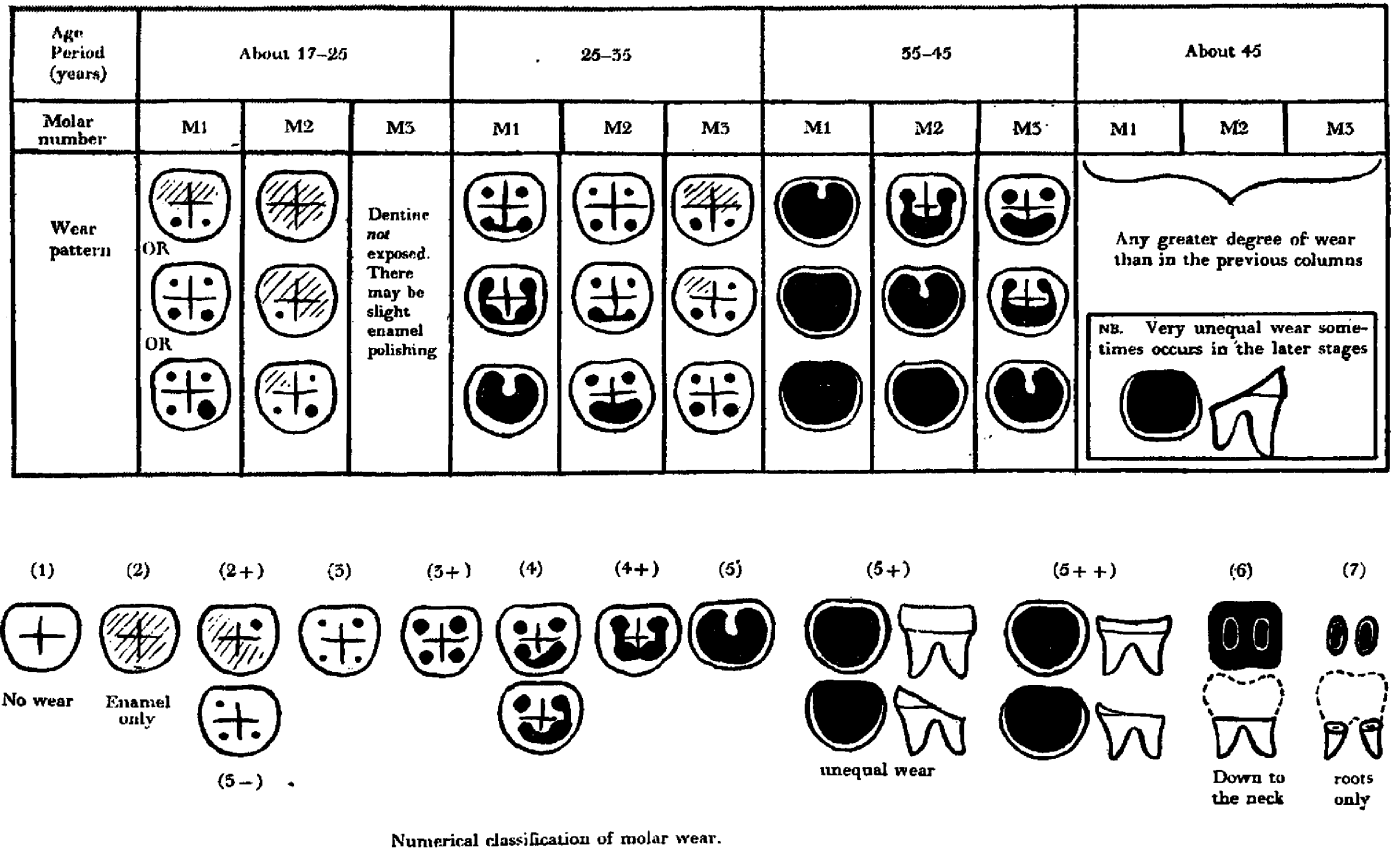 Age
Period
(years)
About 17-25
25-35
35-45
About 45
Molar
number
M1
M2
M3
M1
M2
M3
M1
M2
M3
M1
M2
M3
Wear
pattern
OR
OR
Dentine
not
exposed.
There
may be
slight
enamel
polishing
Any greater degree of wear
than in the previous columns
NB. Very unequal wear some-
times occurs in the later stages
(1)
(2)
(2+)
(3)
(3+)
(4)
(4+)
(5)
(5+)
(5++)
(6)
(7)
No wear
Enamel
only
(3-)
unequal wear
Down to
the neck
roots
only
Numerical classification of molar wear.